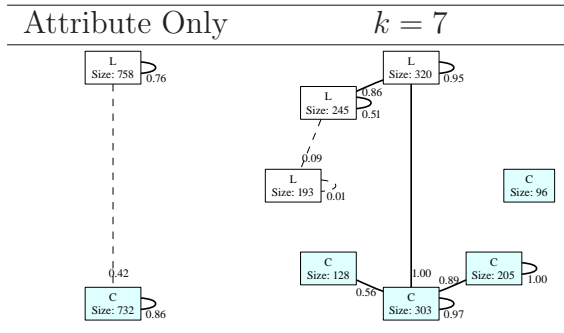 Attribute Only k = 7
L
Size: 758
0.76
0.42
C
Size: 732
0.86
L
Size: 320
0.95
0.86
L
Size: 245
0.51
0.09
L
Size: 193
0.01
C
Size: 96
C
Size: 128
1.00
0.89
C
Size: 205
1.00
0.56
C
Size: 303
0.97